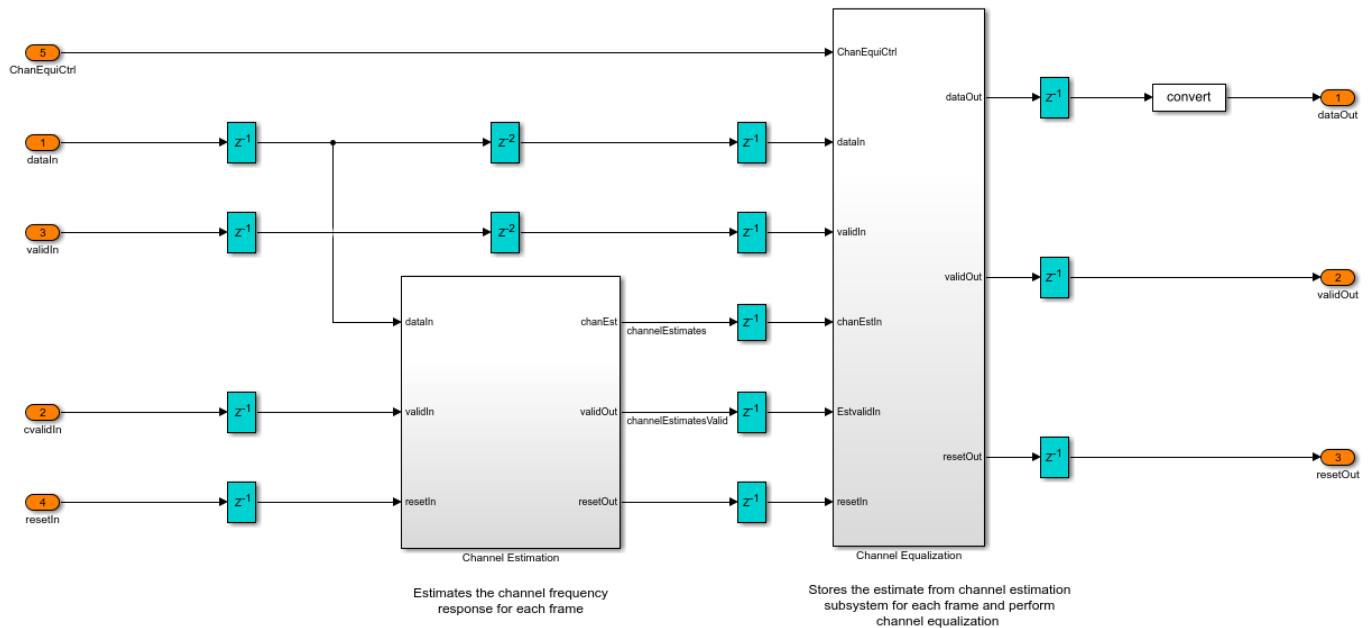 5
ChanEquiCtrl
ChanEquiCtrl
dataOut
z-1
convert
1
dataOut
1
dataIn
z-1
z-2
z-1
dataIn
3
validIn
z-1
z-2
z-1
validIn
validOut
z-1
2
validOut
dataIn
chanEst
channelEstimates
z-1
chanEstIn
2
cvalidIn
z-1
validIn
validOut
channelEstimatesValid
z-1
EstvalidIn
resetOut
z-1
3
resetOut
4
resetIn
z-1
resetIn
resetOut
z-1
resetIn
Channel Estimation
Channel Equalization
Estimates the channel frequency
response for each frame
Stores the estimate from channel estimation
subsystem for each frame and perform
channel equalization